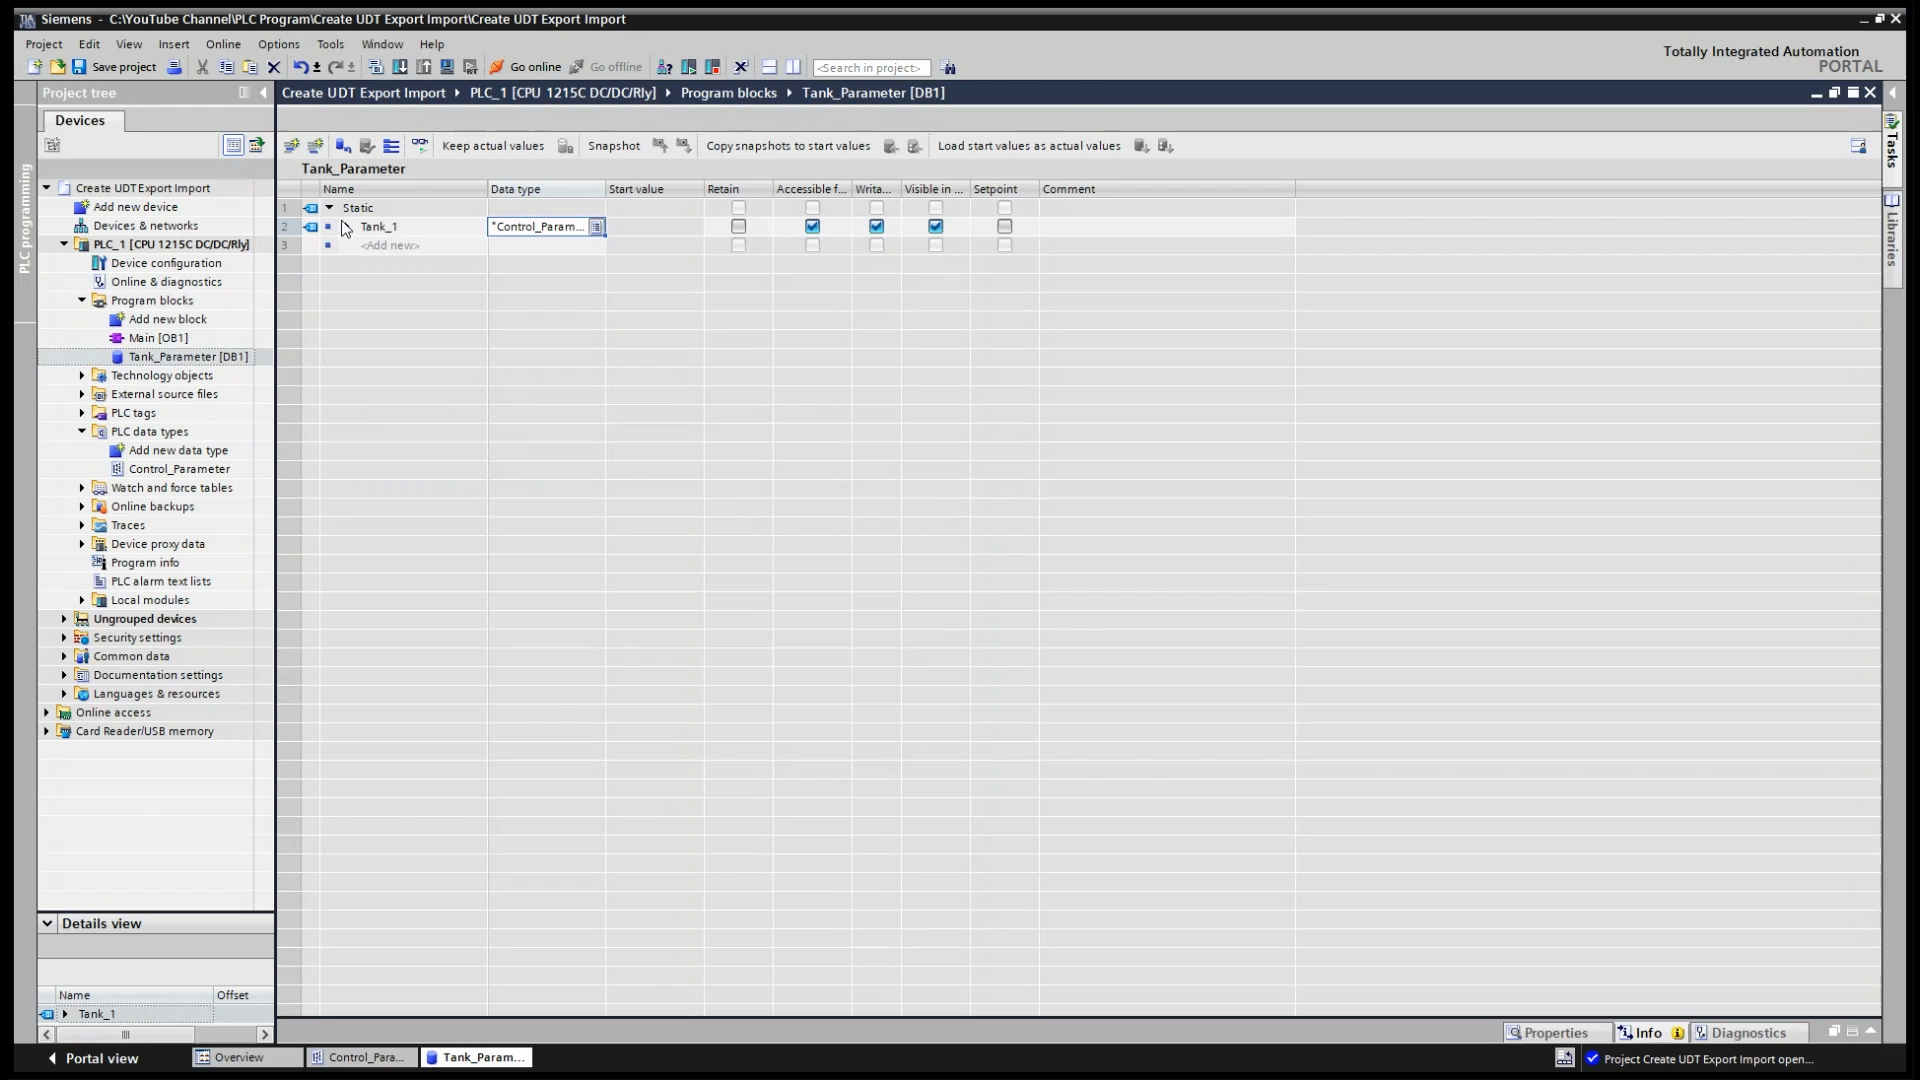 Siemens - C:\YouTube Channel\PLC Program\Create UDT Export Import\Create UDT Export Import
Project Edit View Insert Online Options Tools Window Help
Totally Integrated Automation
PORTAL
Save project Go online Go offline <Search in project>
Project tree
Create UDT Export Import PLC_1 [CPU 1215C DC/DC/Rly] Program blocks Tank_Parameter [DB1]
Devices
Keep actual values Snapshot Copy snapshots to start values Load start values as actual values
Tank_Parameter
Name Data type Start value Retain Accessible f... Writa... Visible in ... Setpoint Comment
1 Static
2 Tank_1 "Control_Param...
3 <Add new>
PLC programming
Create UDT Export Import
Add new device
Devices & networks
PLC_1 [CPU 1215C DC/DC/Rly]
Device configuration
Online & diagnostics
Program blocks
Add new block
Main [OB1]
Tank_Parameter [DB1]
Technology objects
External source files
PLC tags
PLC data types
Add new data type
Control_Parameter
Watch and force tables
Online backups
Traces
Device proxy data
Program info
PLC alarm text lists
Local modules
Ungrouped devices
Security settings
Common data
Documentation settings
Languages & resources
Online access
Card Reader/USB memory
Details view
Name Offset
Tank_1
Tasks
Libraries
Properties Info Diagnostics
Portal view Overview Control_Para... Tank_Param... Project Create UDT Export Import open...